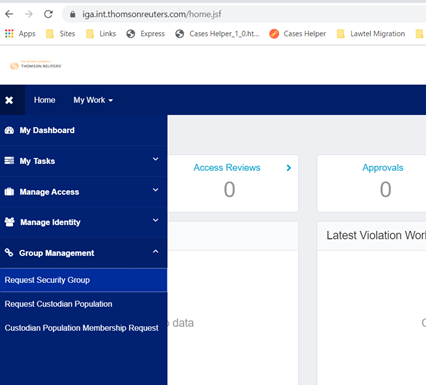 iga.int.thomsonreuters.com/home.jsf
Apps Sites Links Express Cases Helper_1_0.ht... Cases Helper Lawtel Migration
THOMSON REUTERS
Home My Work
My Dashboard
My Tasks
Access Reviews Approvals
0 0
Manage Access
Manage Identity
Latest Violation Wor
Group Management
Request Security Group
Request Custodian Population
data
Custodian Population Membership Request